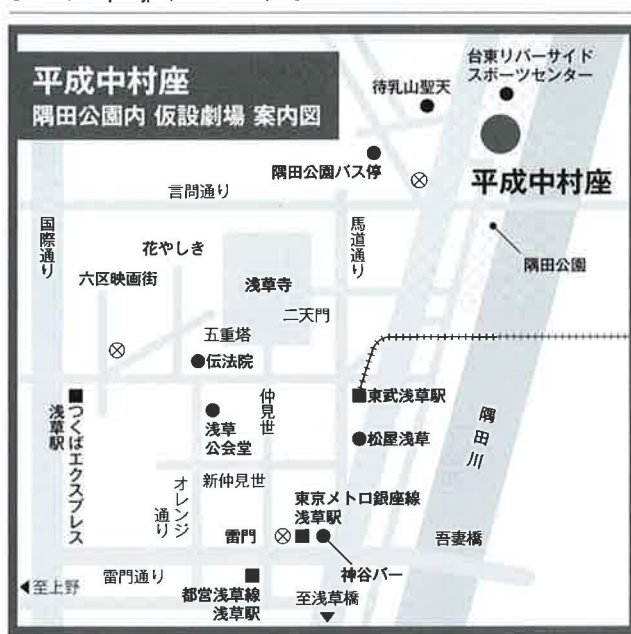 平成中村座
隅田公園内 仮設劇場 案内図
台東リバーサイド
スポーツセンター
待乳山聖天
平成中村座
隅田公園バス停
言問通り
国際通り
馬道通り
隅田公園
花やしき
六区映画街
浅草寺
二天門
五重塔
伝法院
東武浅草駅
仲見世
浅草
公会堂
松屋浅草
隅田川
つくばエクスプレス
浅草駅
新仲見世
オレンジ
通り
東京メトロ銀座線
浅草駅
雷門
吾妻橋
神谷バー
雷門通り
至上野
都営浅草線
浅草駅
至浅草橋